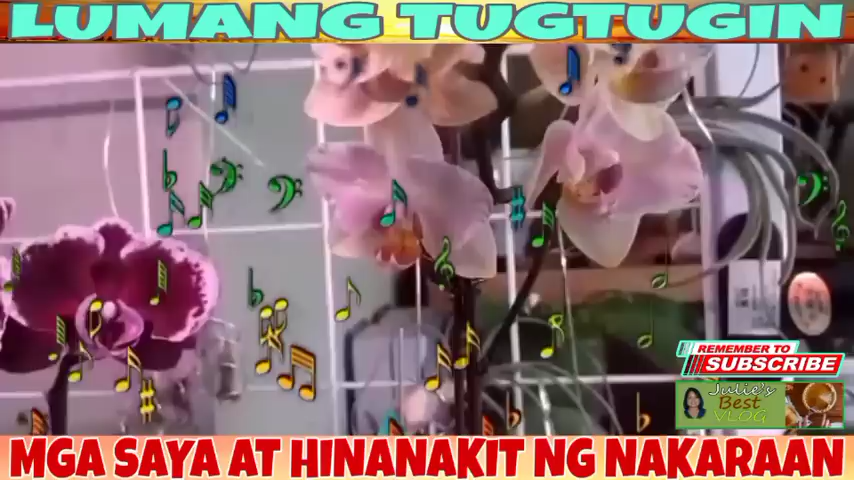 LUMANG TUGTUGIN
REMEMBER TO
SUBSCRIBE
Julie's
Best
VLOG
MGA SAYA AT HINANAKIT NG NAKARAAN